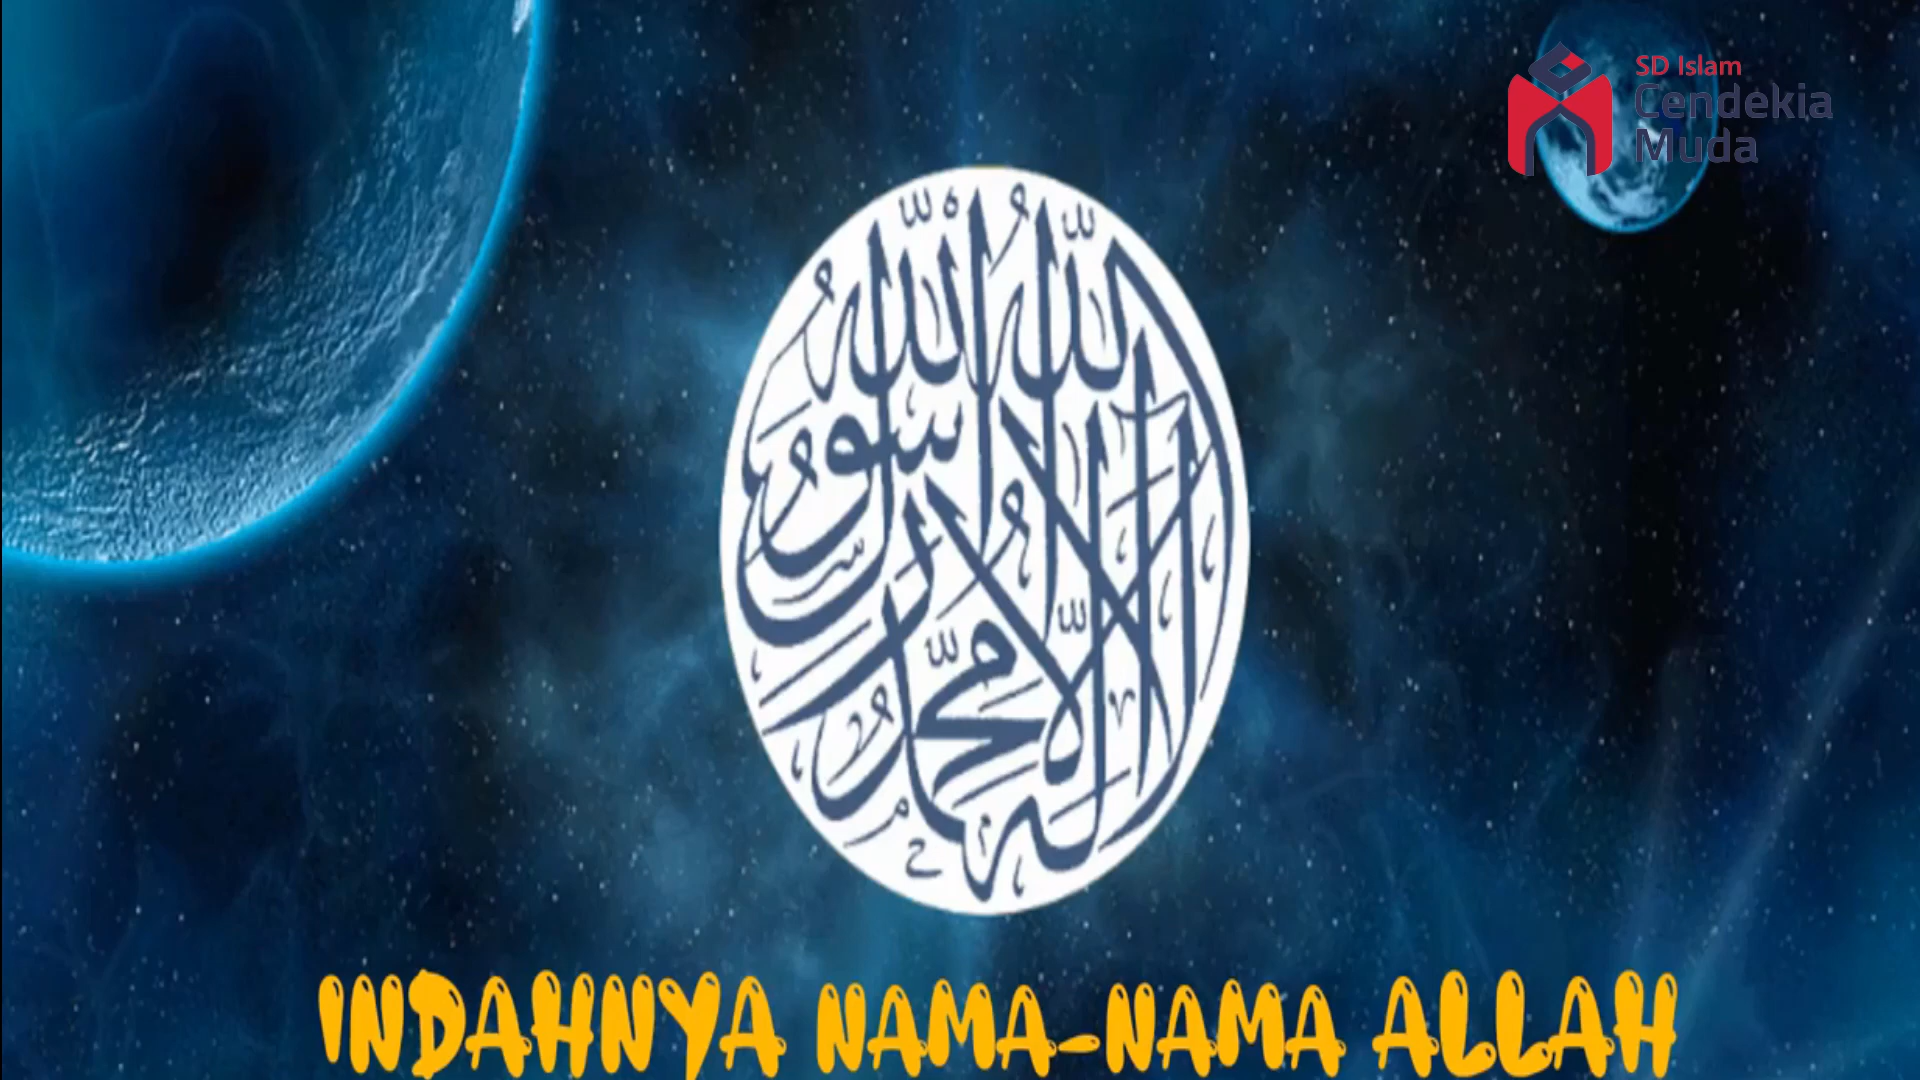 SD Islam
Cendekia
Muda
لا إله إلا الله محمد رسول الله
INDAHNYA NAMA-NAMA ALLAH